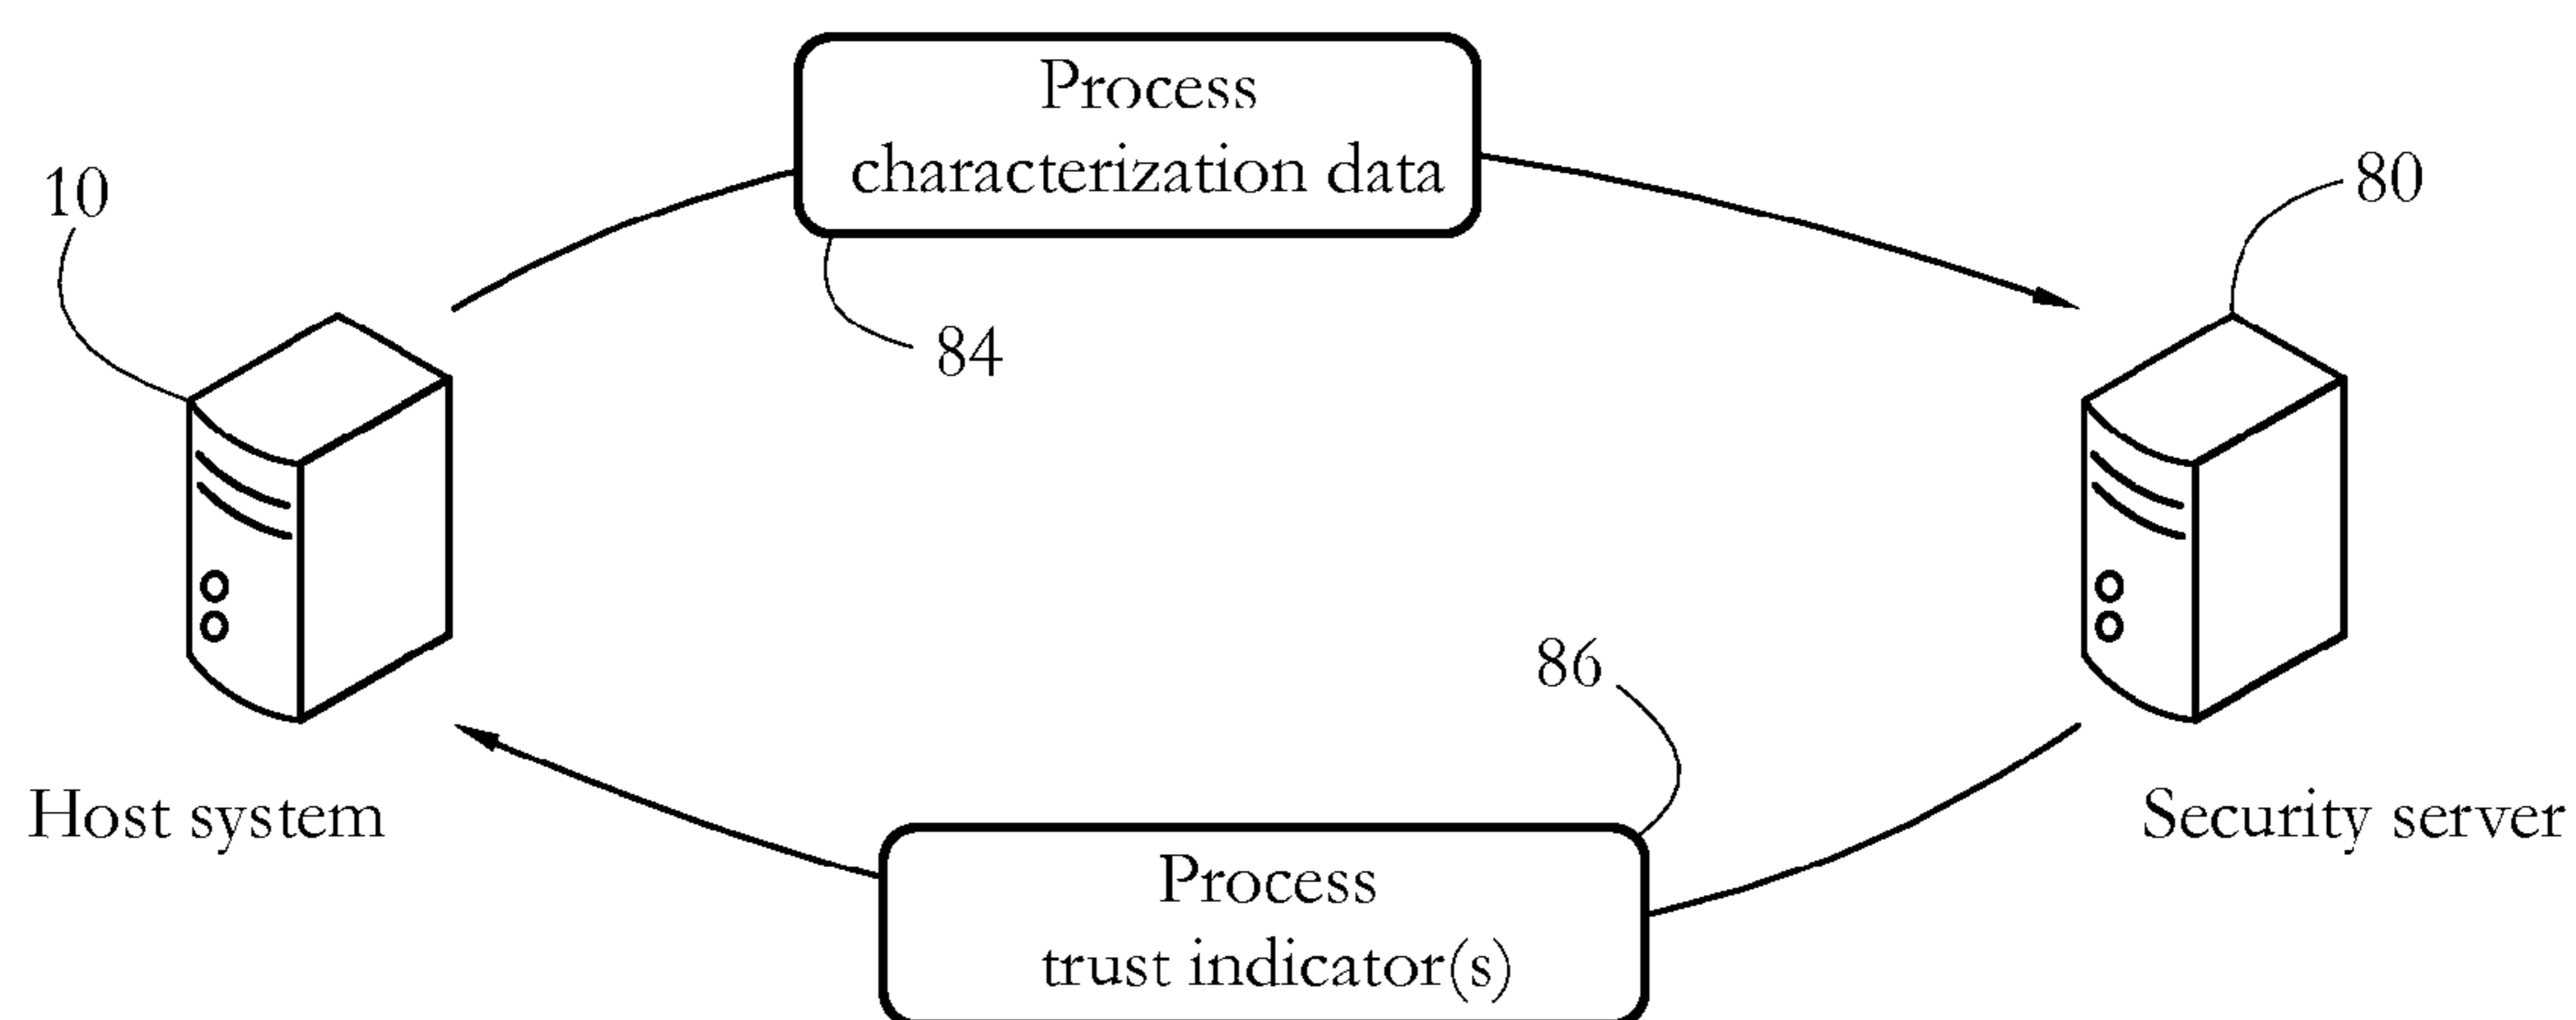 Process
characterization data
10
80
84
86
Host system
Security server
Process
trust indicator(s)